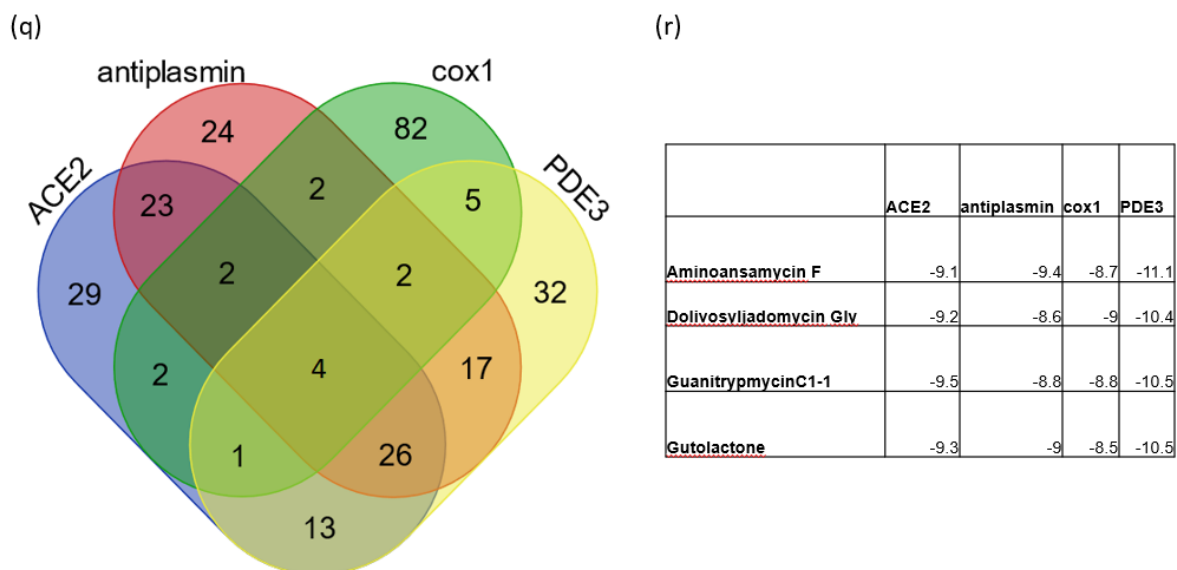 (q)
(r)
antiplasmin
cox1
ACE2
PDE3
24
82
23
2
5
29
2
2
32
2
4
17
1
26
13
ACE2 antiplasmin cox1 PDE3
Aminoansamycin F -9.1 -9.4 -8.7 -11.1
Dolivosyljadomycin Gly -9.2 -8.6 -9 -10.4
GuanitrypmycinC1-1 -9.5 -8.8 -8.8 -10.5
Gutolactone -9.3 -9 -8.5 -10.5